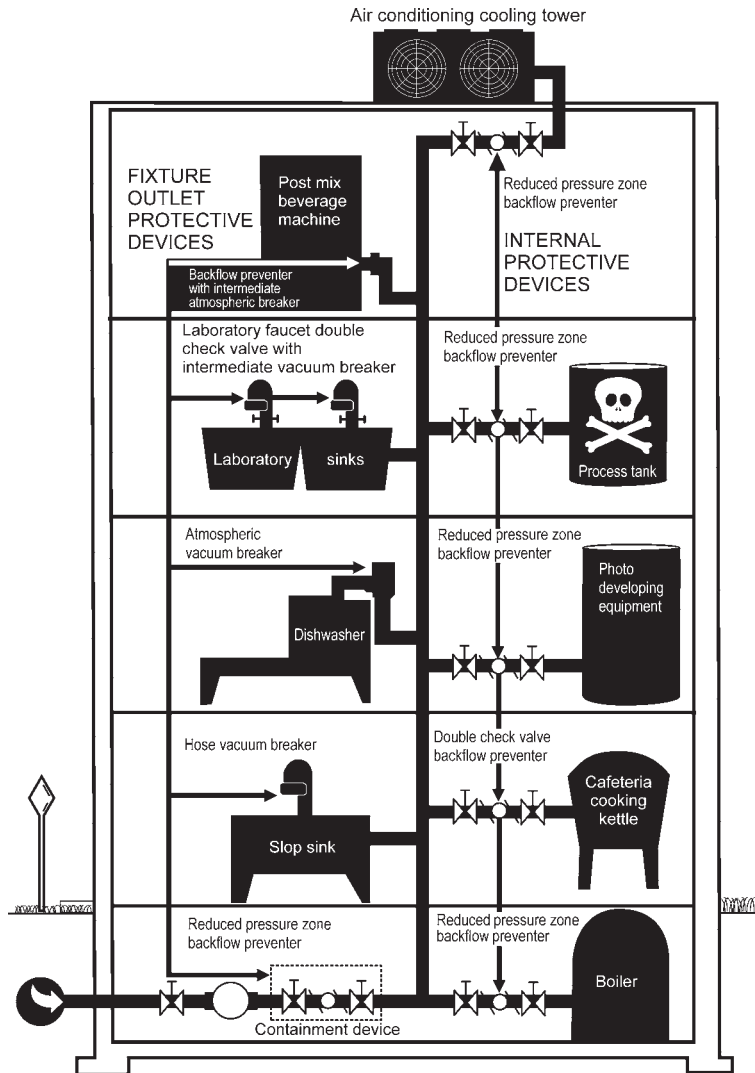 Air conditioning cooling tower
FIXTURE
OUTLET
PROTECTIVE
DEVICES
Post mix
beverage
machine
Reduced pressure zone
backflow preventer
INTERNAL
PROTECTIVE
DEVICES
Backflow preventer
with intermediate
atmospheric breaker
Laboratory faucet double
check valve with
intermediate vacuum breaker
Reduced pressure zone
backflow preventer
Laboratory
sinks
Process tank
Atmospheric
vacuum breaker
Reduced pressure zone
backflow preventer
Photo
developing
equipment
Dishwasher
Hose vacuum breaker
Double check valve
backflow preventer
Cafeteria
cooking
kettle
Slop sink
Reduced pressure zone
backflow preventer
Reduced pressure zone
backflow preventer
Boiler
Containment device